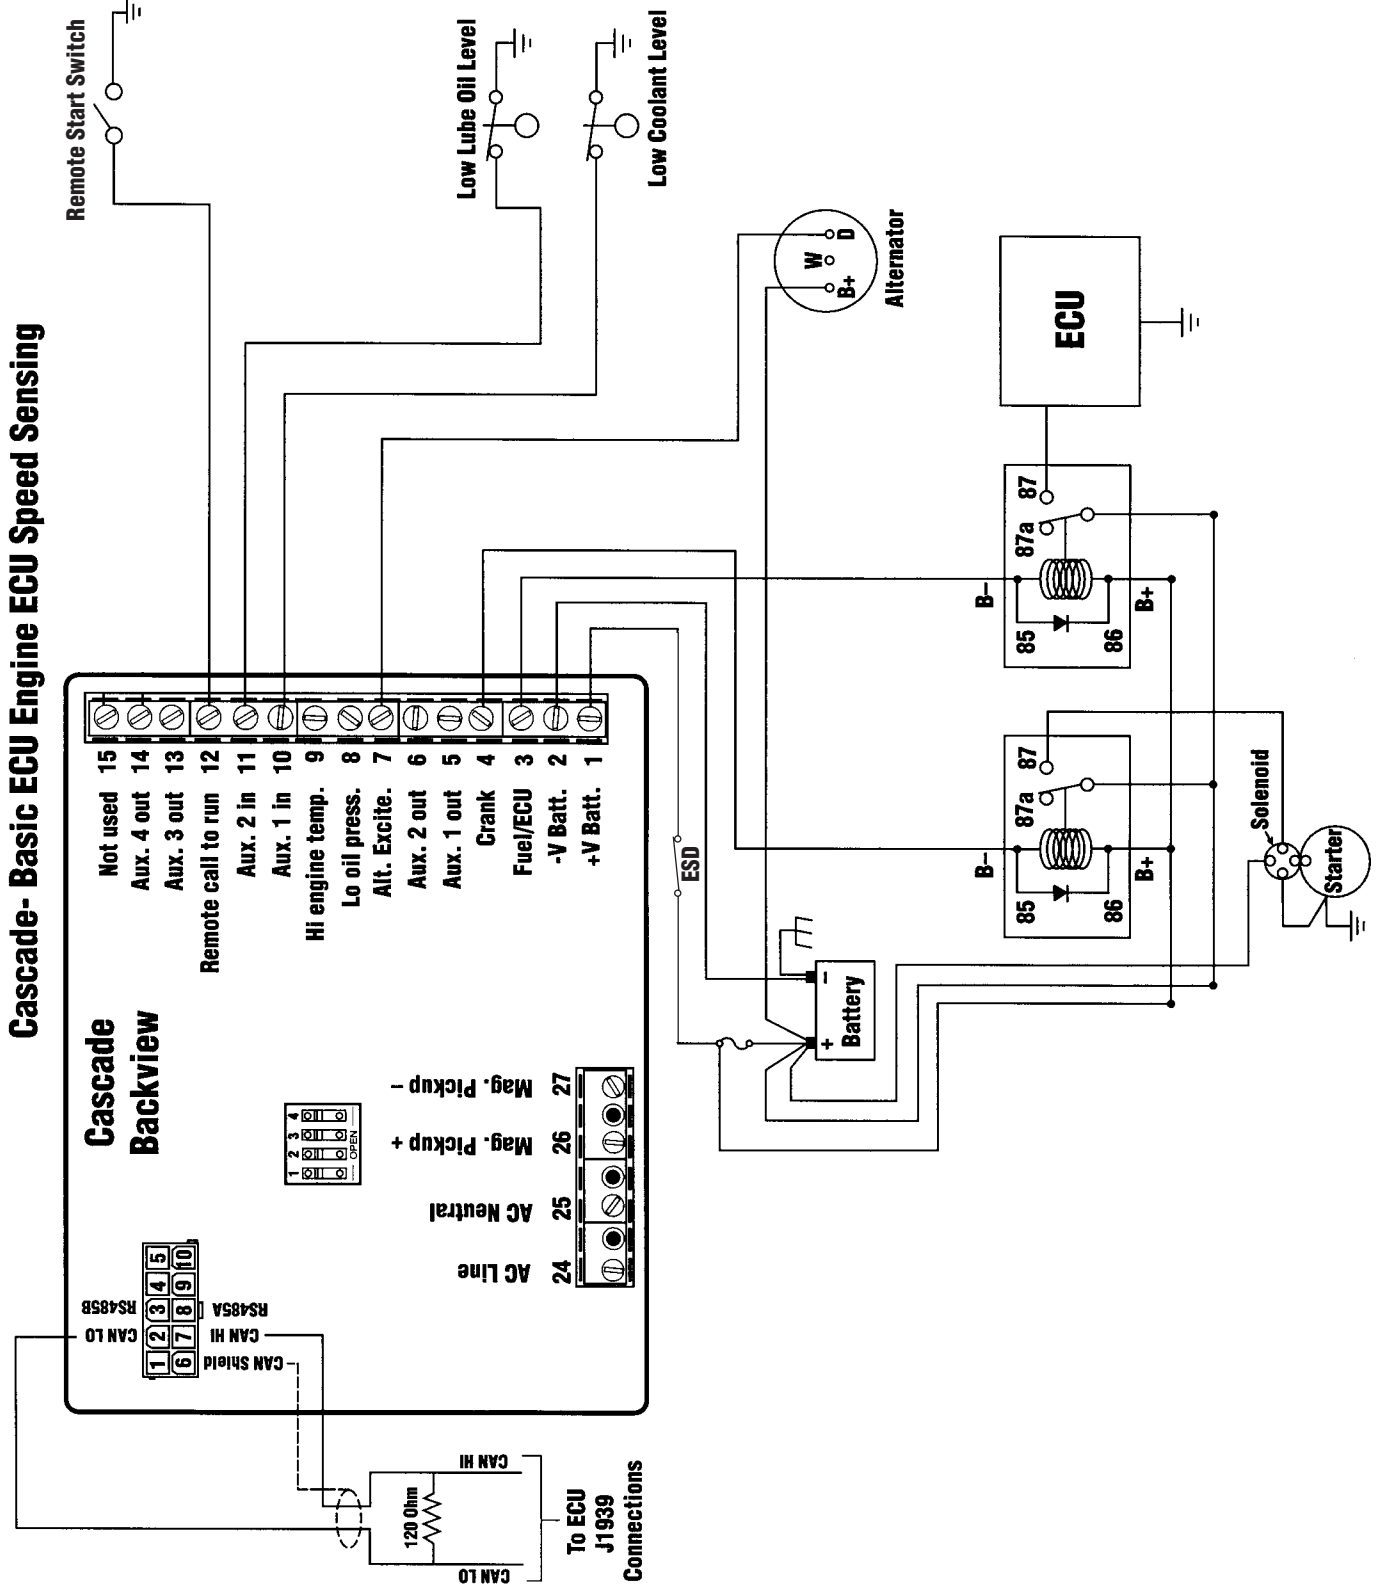 Cascade- Basic ECU Engine ECU Speed Sensing
Cascade
Backview
Not used 15
Aux. 4 out 14
Aux. 3 out 13
Remote call to run 12
Aux. 2 in 11
Aux. 1 in 10
Hi engine temp. 9
Lo oil press. 8
Alt. Excite. 7
Aux. 2 out 6
Aux. 1 out 5
Crank 4
Fuel/ECU 3
-V Batt. 2
+V Batt. 1
Remote Start Switch
Low Lube Oil Level
Low Coolant Level
1 2 3 4
OPEN
1 2 3 4 5
6 7 8 9 10
RS485B
CAN LO
RS485A
CAN HI
CAN Shield
AC Line 24
AC Neutral 25
Mag. Pickup + 26
Mag. Pickup – 27
120 Ohm
CAN HI
CAN LO
To ECU
J1939
Connections
ESD
+ –
Battery
B+ W D
Alternator
ECU
B–
85
86
B+
87a
87
B–
85
86
B+
87a
87
Solenoid
Starter